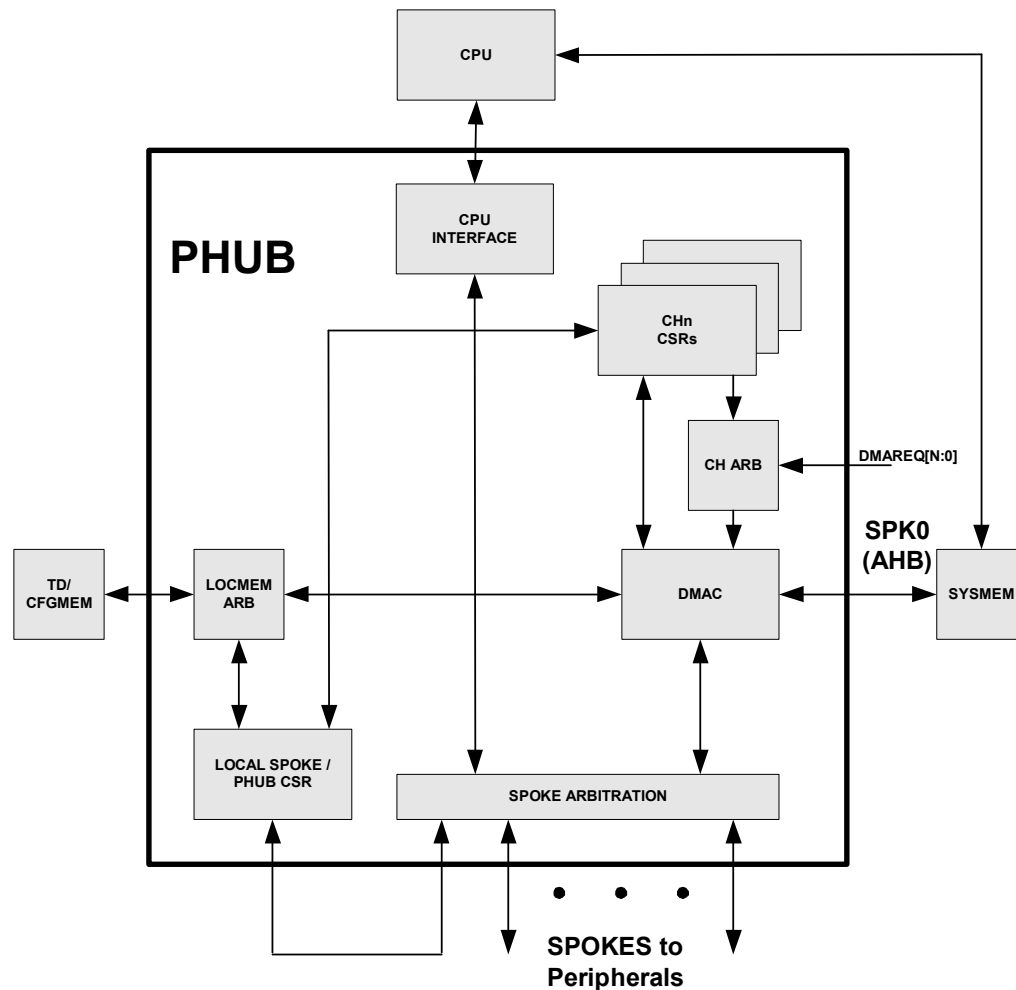 CPU
CPU
INTERFACE
PHUB
CHn
CSRs
CH ARB
DMAREQ[N:0]
SPK0
(AHB)
TD/
CFGMEM
LOCMEM
ARB
DMAC
SYSMEM
LOCAL SPOKE /
PHUB CSR
SPOKE ARBITRATION
SPOKES to
Peripherals